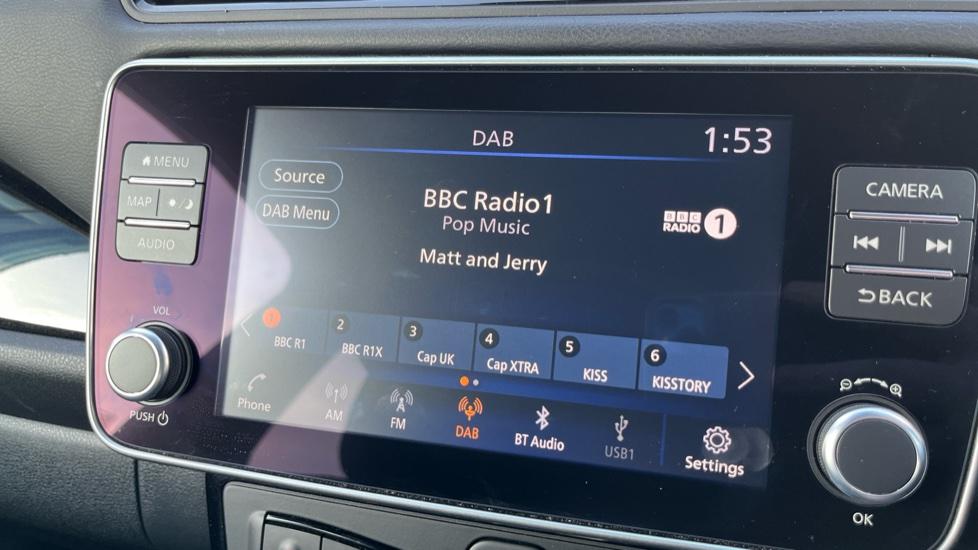 DAB
1:53
Source
DAB Menu
BBC Radio1
Pop Music
Matt and Jerry
BBC
RADIO 1
1 BBC R1
2 BBC R1X
3 Cap UK
4 Cap XTRA
5 KISS
6 KISSTORY
Phone
AM
FM
DAB
BT Audio
USB1
Settings
MENU
MAP
AUDIO
VOL
PUSH
CAMERA
BACK
OK